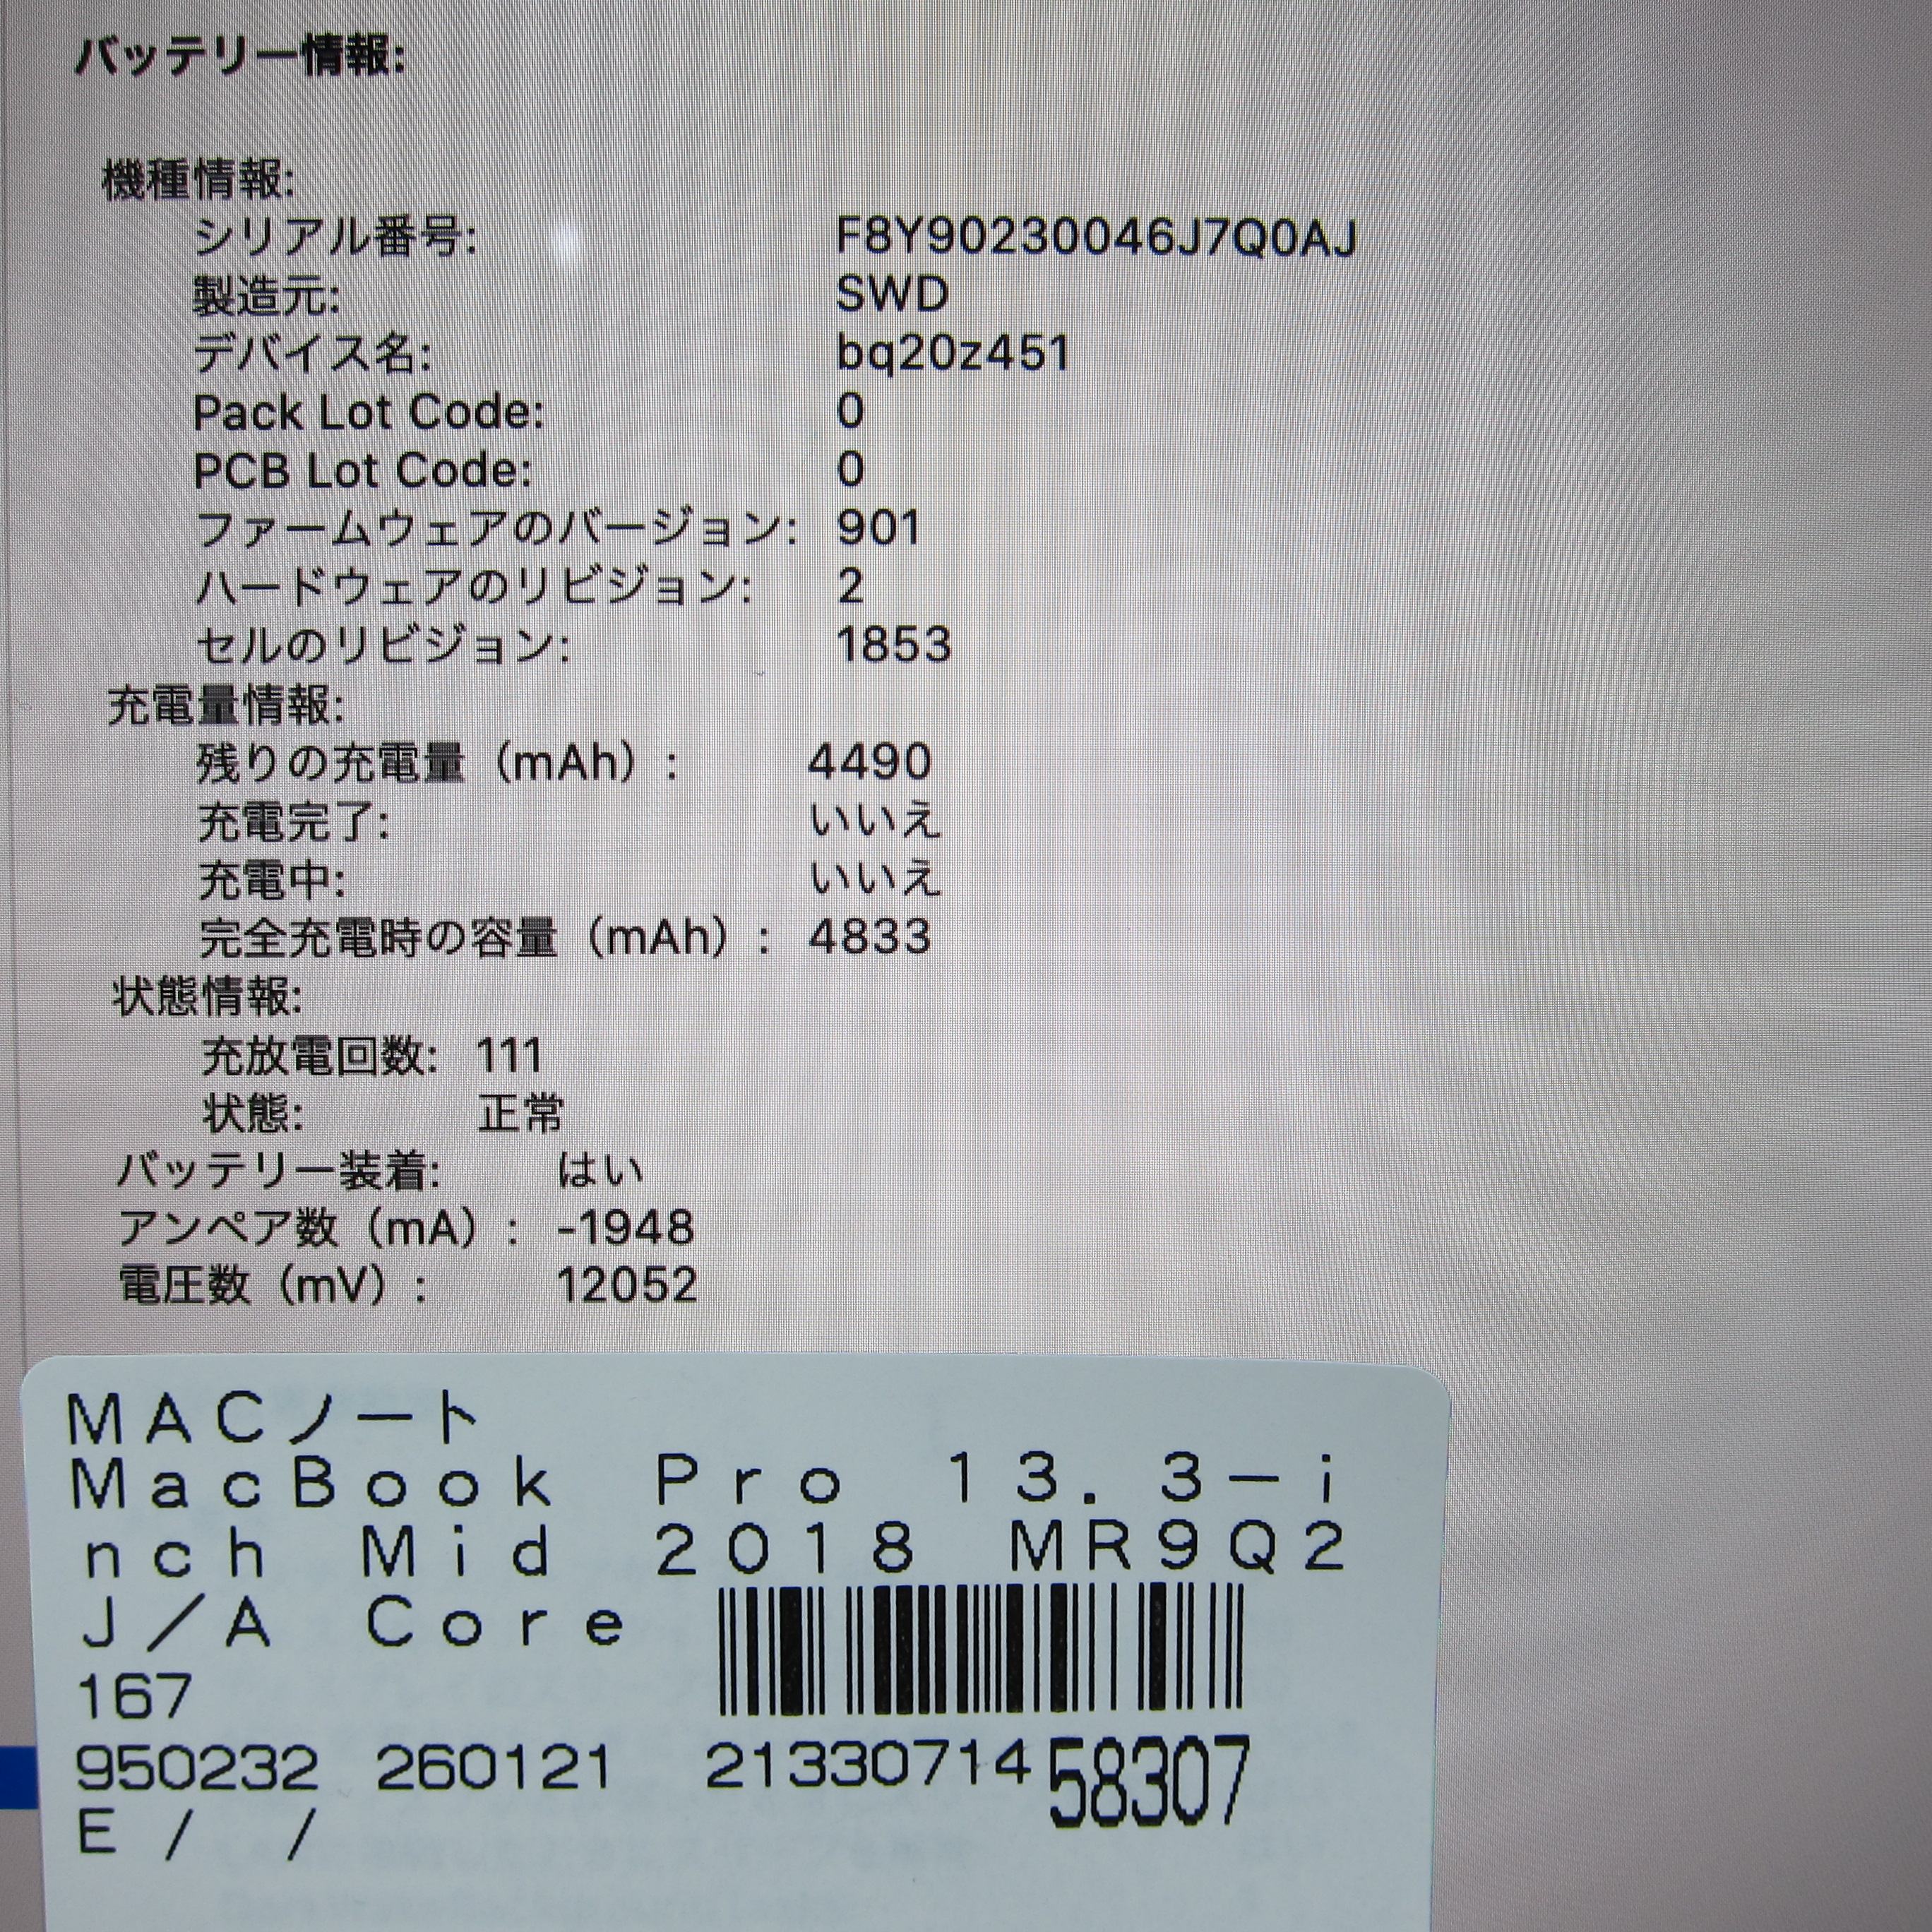 バッテリー情報:
機種情報:
シリアル番号: F8Y90230046J7Q0AJ
製造元: SWD
デバイス名: bq20z451
Pack Lot Code: 0
PCB Lot Code: 0
ファームウェアのバージョン: 901
ハードウェアのリビジョン: 2
セルのリビジョン: 1853
充電量情報:
残りの充電量（mAh）: 4490
充電完了: いいえ
充電中: いいえ
完全充電時の容量（mAh）: 4833
状態情報:
充放電回数: 111
状態: 正常
バッテリー装着: はい
アンペア数（mA）: -1948
電圧数（mV）: 12052
MACノート
MacBook Pro 13.3-i
nch Mid 2018 MR9Q2
J／A Core
167
950232 260121 2133071458307
E / /